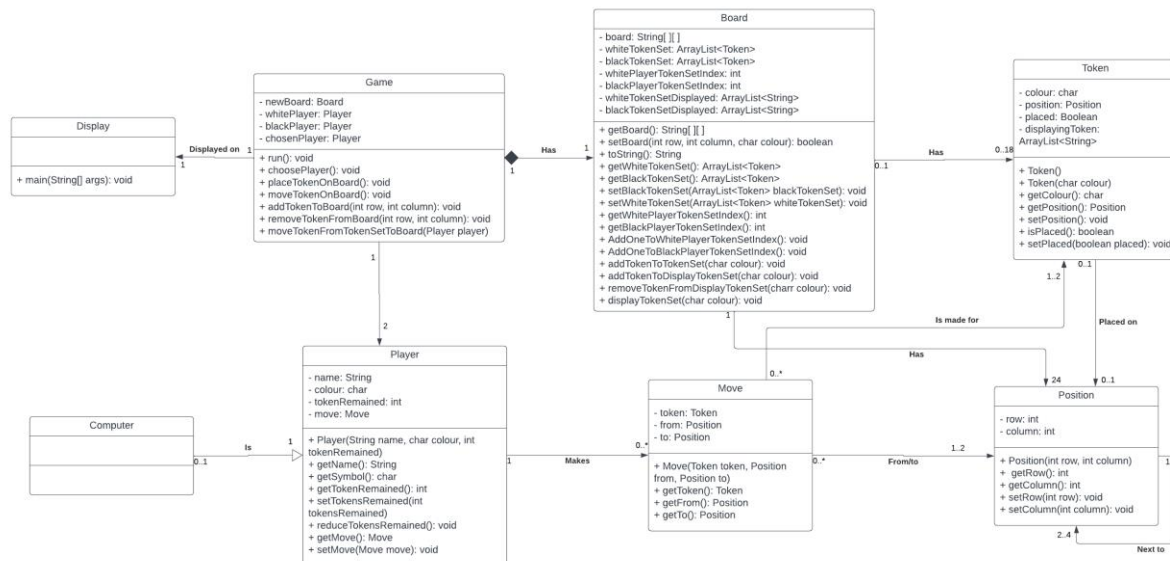 Board
- board: String[ ][ ]
- whiteTokenSet: ArrayList<Token>
- blackTokenSet: ArrayList<Token>
- whitePlayerTokenSetIndex: int
- blackPlayerTokenSetIndex: int
- whiteTokenSetDisplayed: ArrayList<String>
- blackTokenSetDisplayed: ArrayList<String>
+ getBoard(): String[ ][ ]
+ setBoard(int row, int column, char colour): boolean
+ toString(): String
+ getWhiteTokenSet(): ArrayList<Token>
+ getBlackTokenSet(): ArrayList<Token>
+ setBlackTokenSet(ArrayList<Token> blackTokenSet): void
+ setWhiteTokenSet(ArrayList<Token> whiteTokenSet): void
+ getWhitePlayerTokenSetIndex(): int
+ getBlackPlayerTokenSetIndex(): int
+ AddOneToWhitePlayerTokenSetIndex(): void
+ AddOneToBlackPlayerTokenSetIndex(): void
+ addTokenToTokenSet(char colour): void
+ addTokenToDisplayTokenSet(char colour): void
+ removeTokenFromDisplayTokenSet(charr colour): void
+ displayTokenSet(char colour): void
Game
- newBoard: Board
- whitePlayer: Player
- blackPlayer: Player
- chosenPlayer: Player
+ run(): void
+ choosePlayer(): void
+ placeTokenOnBoard(): void
+ moveTokenOnBoard(): void
+ addTokenToBoard(int row, int column): void
+ removeTokenFromBoard(int row, int column): void
+ moveTokenFromTokenSetToBoard(Player player)
Display
+ main(String[] args): void
Displayed on
1
1
Has
1
1
Token
- colour: char
- position: Position
- placed: Boolean
- displayingToken:
ArrayList<String>
+ Token()
+ Token(char colour)
+ getColour(): char
+ getPosition(): Position
+ setPosition(): void
+ isPlaced(): boolean
+ setPlaced(boolean placed): void
Has
0..1
0..18
1
2
1..2
0..1
Is made for
Placed on
1
Has
0..*
24
0..1
Player
- name: String
- colour: char
- tokenRemained: int
- move: Move
+ Player(String name, char colour, int
tokenRemained)
+ getName(): String
+ getSymbol(): char
+ getTokenRemained(): int
+ setTokensRemained(int
tokensRemained)
+ reduceTokensRemained(): void
+ getMove(): Move
+ setMove(Move move): void
Computer
Is
0..1
1
Makes
1
0..*
Move
- token: Token
- from: Position
- to: Position
+ Move(Token token, Position
from, Position to)
+ getToken(): Token
+ getFrom(): Position
+ getTo(): Position
From/to
0..*
1..2
Position
- row: int
- column: int
+ Position(int row, int column)
+ getRow(): int
+ getColumn(): int
+ setRow(int row): void
+ setColumn(int column): void
1
2..4
Next to